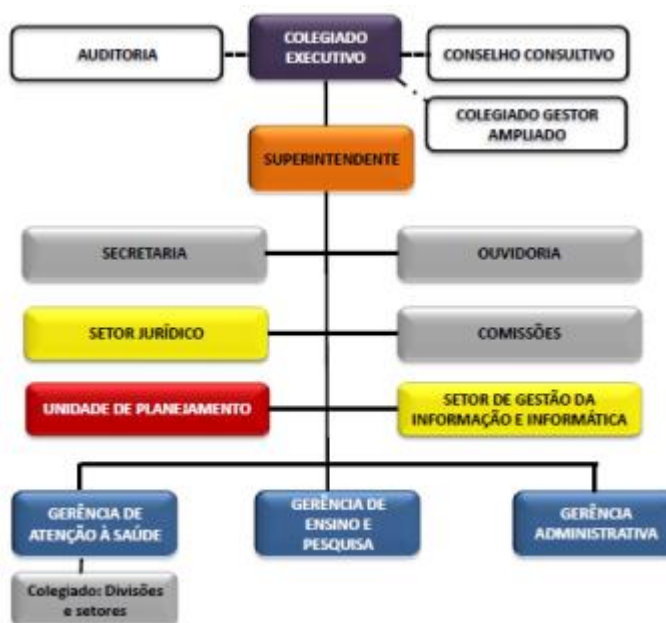 AUDITORIA
COLEGIADO
EXECUTIVO
CONSELHO CONSULTIVO
COLEGIADO GESTOR
AMPLIADO
SUPERINTENDENTE
SECRETARIA
OUVIDORIA
SETOR JURÍDICO
COMISSÕES
UNIDADE DE PLANEJAMENTO
SETOR DE GESTÃO DA
INFORMAÇÃO E INFORMÁTICA
GERÊNCIA DE
ATENÇÃO À SAÚDE
GERÊNCIA DE
ENSINO E
PESQUISA
GERÊNCIA
ADMINISTRATIVA
Colegiado: Divisões
e setores